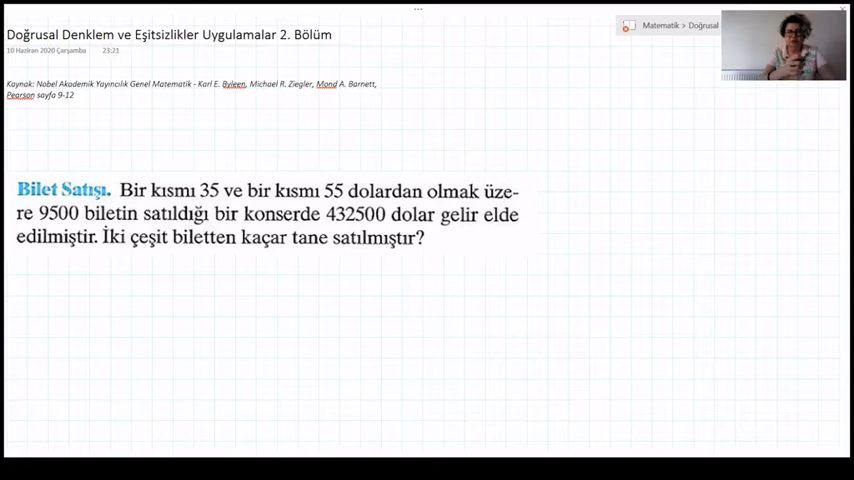 Doğrusal Denklem ve Eşitsizlikler Uygulamalar 2. Bölüm
Matematik > Doğrusal
10 Haziran 2020 Çarşamba 23:21
Kaynak: Nobel Akademik Yayıncılık Genel Matematik - Karl E. Byleen, Michael R. Ziegler, Mond A. Barnett,
Pearson sayfa 9-12
Bilet Satışı. Bir kısmı 35 ve bir kısmı 55 dolardan olmak üze-
re 9500 biletin satıldığı bir konserde 432500 dolar gelir elde
edilmiştir. İki çeşit biletten kaçar tane satılmıştır?